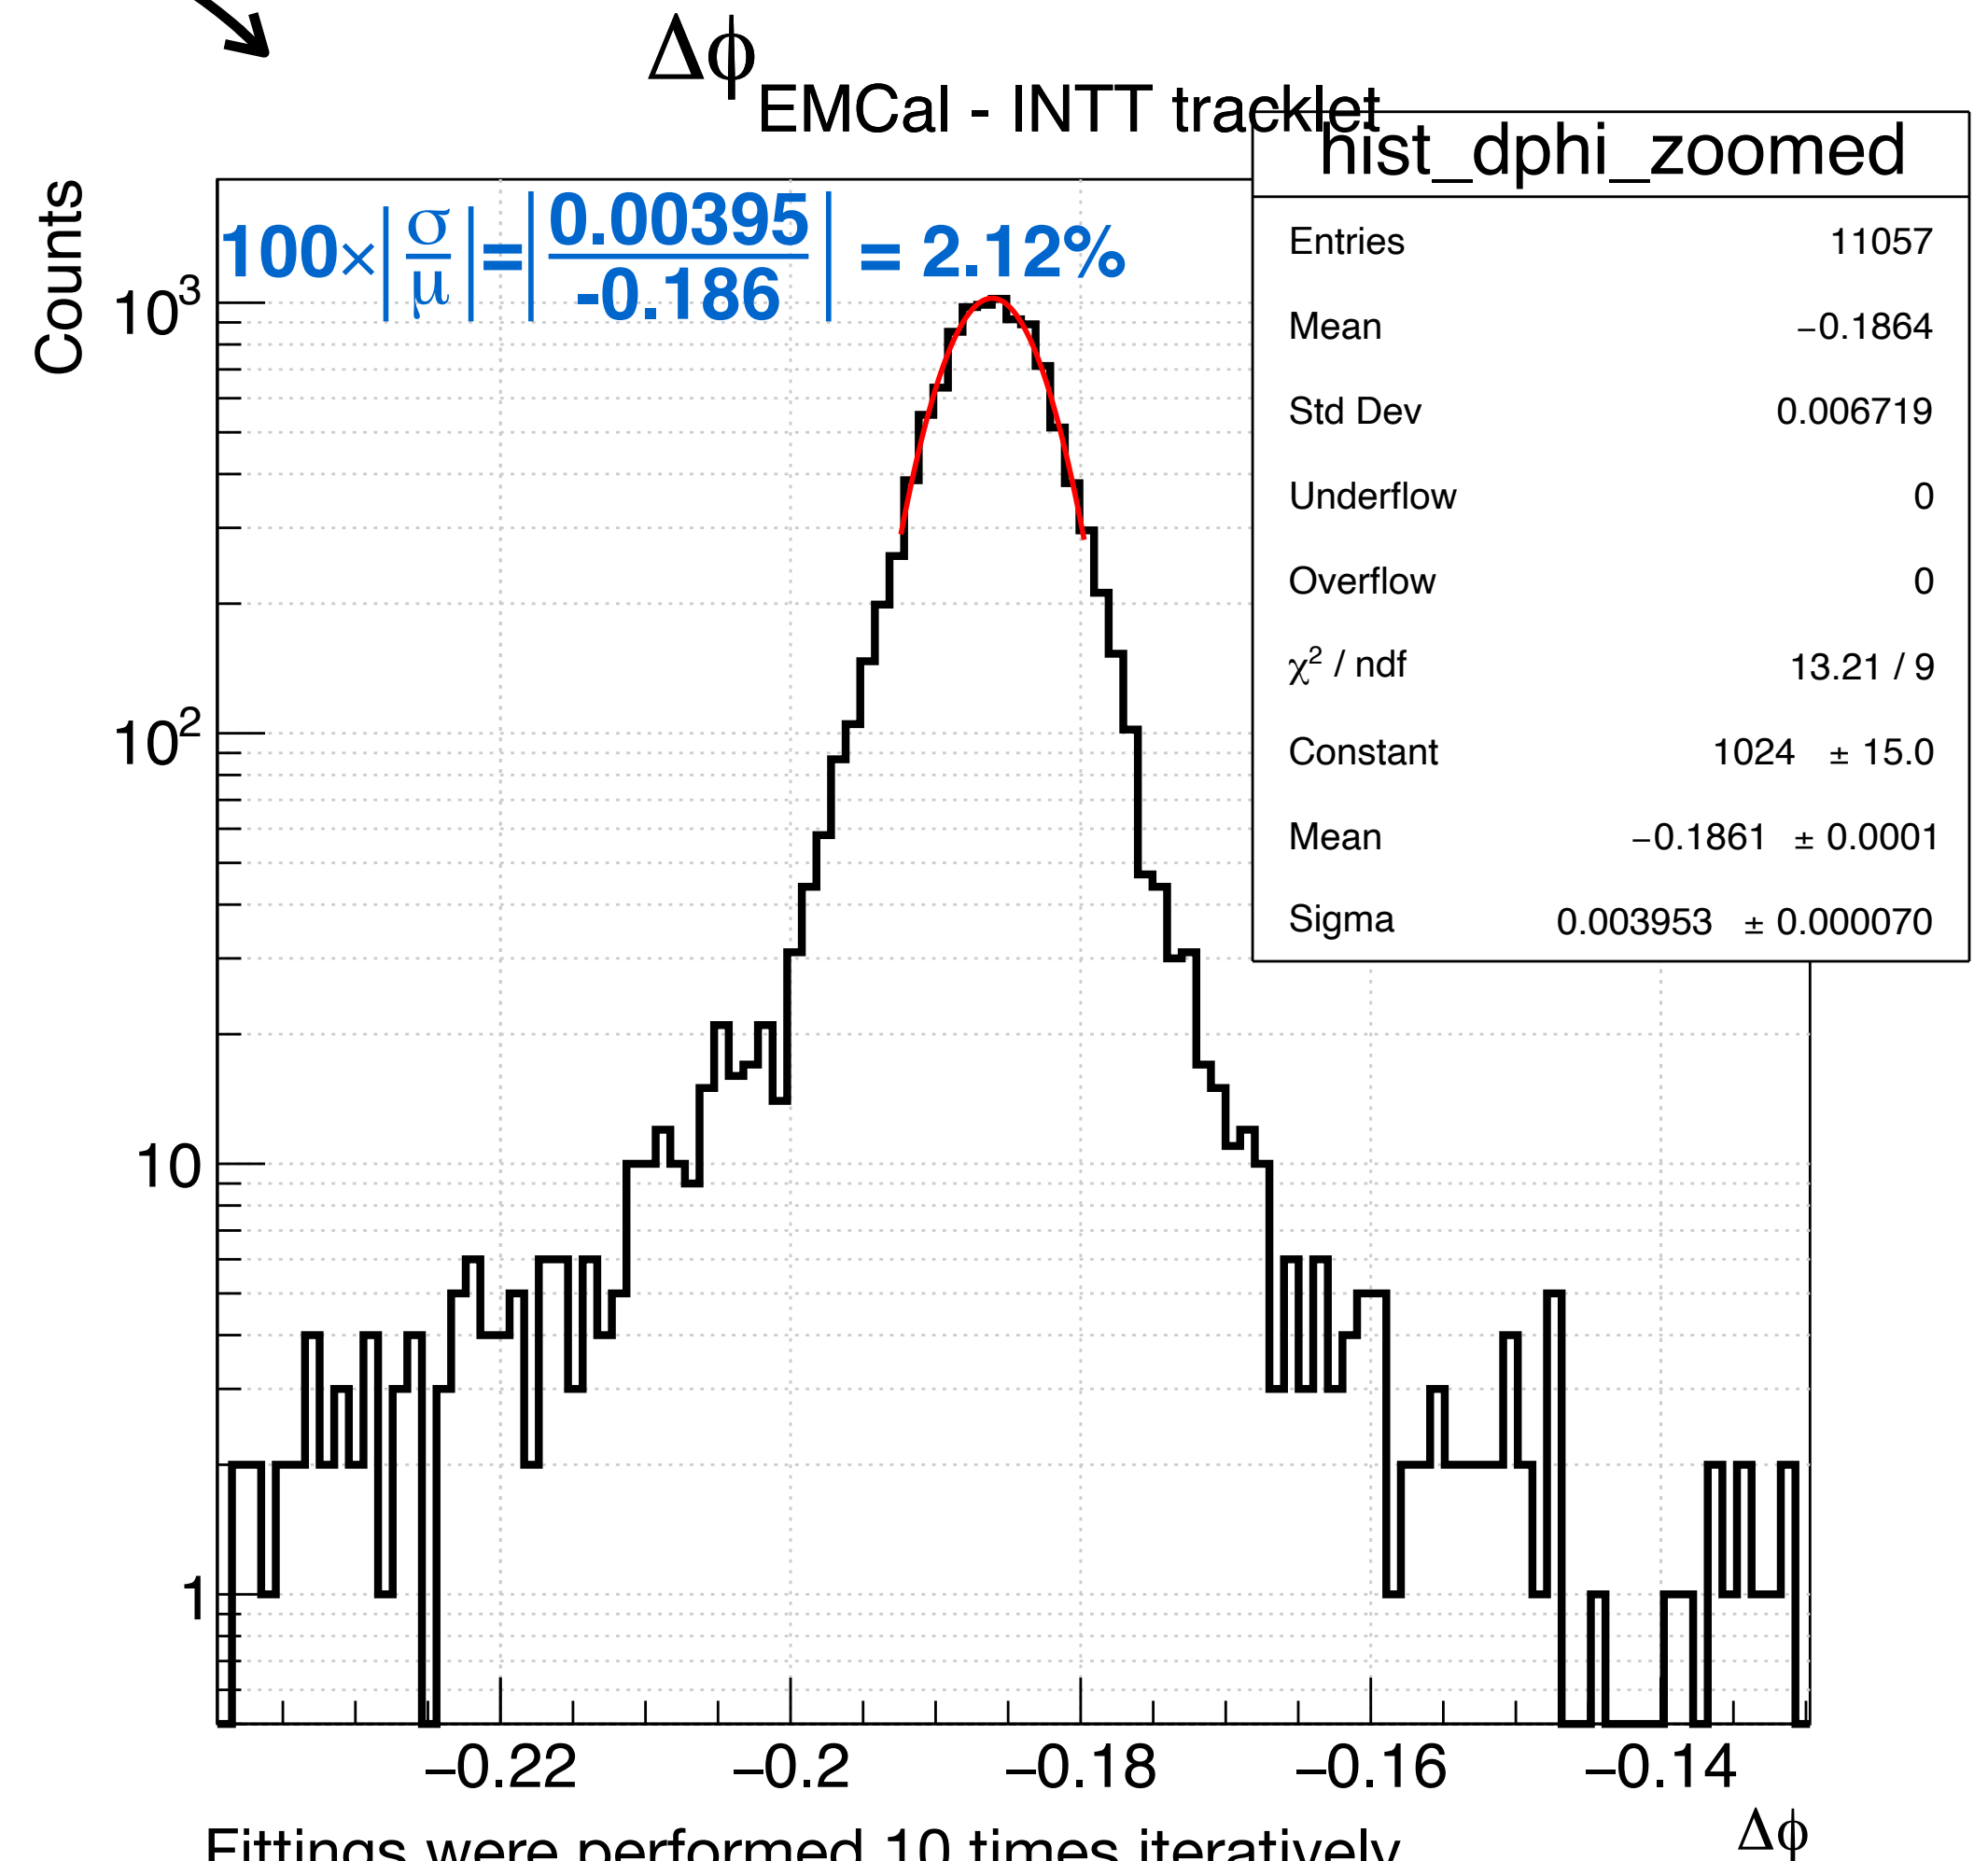 Δϕ EMCal - INTT tracklet
hist_dphi_zoomed
Entries 11057
Mean −0.1864
Std Dev 0.006719
Underflow 0
Overflow 0
χ² / ndf 13.21 / 9
Constant 1024 ± 15.0
Mean −0.1861 ± 0.0001
Sigma 0.003953 ± 0.000070
Counts
100×|σ/μ|=|0.00395/-0.186| = 2.12%
10³
10²
10
1
−0.22 −0.2 −0.18 −0.16 −0.14
Δϕ
Fittings were performed 10 times iteratively